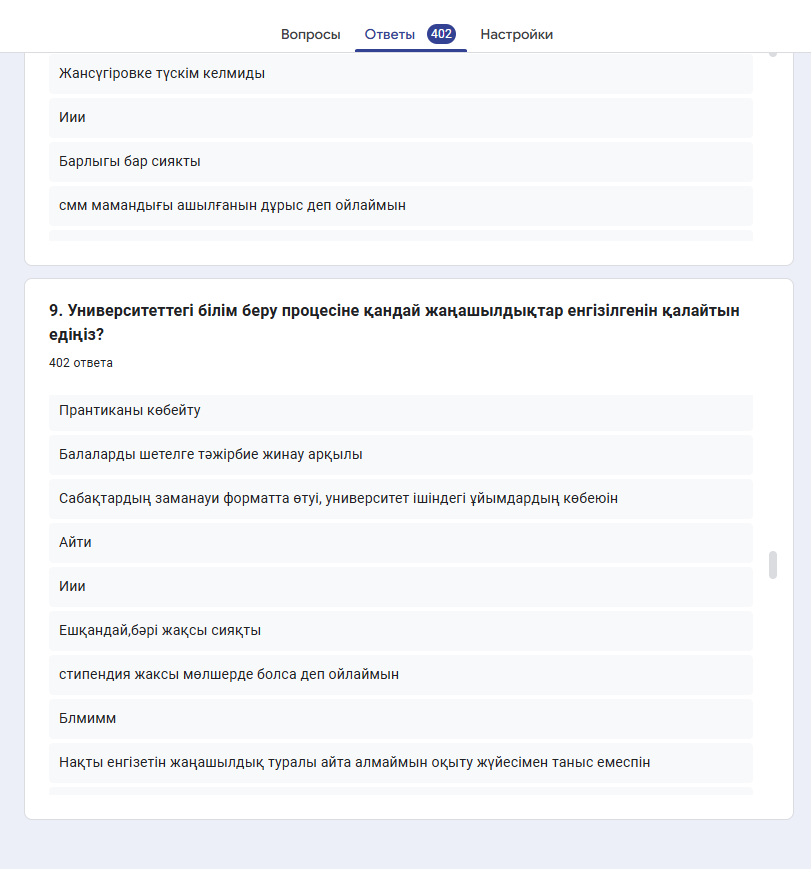 Вопросы Ответы 402 Настройки
Жансүгіровке түскім келмиды
Иии
Барлыгы бар сиякты
смм мамандығы ашылғанын дұрыс деп ойлаймын
9. Университеттегі білім беру процесіне қандай жаңашылдықтар енгізілгенін қалайтын
едіңіз?
402 ответа
Прантиканы көбейту
Балаларды шетелге тәжірбие жинау арқылы
Сабақтардың заманауи форматта өтуі, университет ішіндегі ұйымдардың көбеюін
Айти
Иии
Ешқандай,бәрі жақсы сияқты
стипендия жаксы мөлшерде болса деп ойлаймын
Блмимм
Нақты енгізетін жаңашылдық туралы айта алмаймын оқыту жүйесімен таныс емеспін